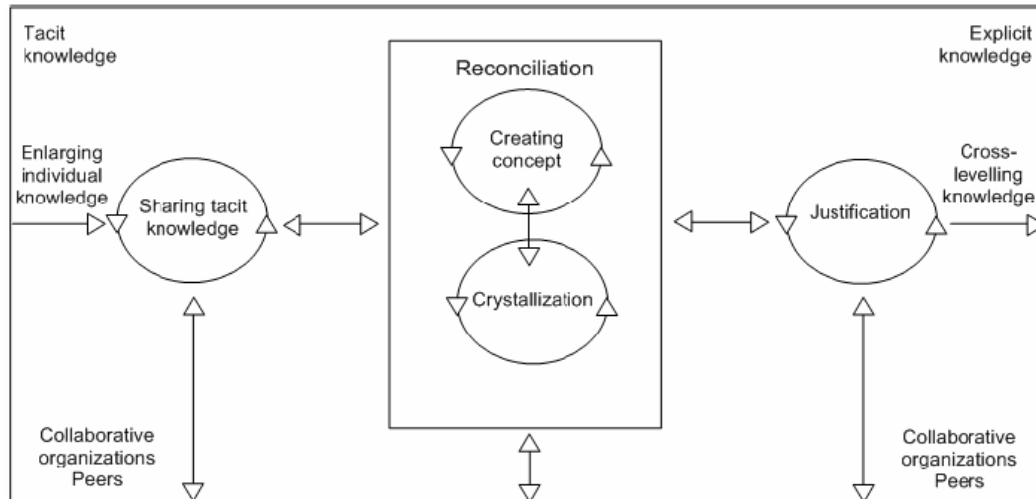 Tacit
knowledge
Explicit
knowledge
Reconciliation
Creating
concept
Enlarging
individual
knowledge
Sharing tacit
knowledge
Crystallization
Justification
Cross-
levelling
knowledge
Collaborative
organizations
Peers
Collaborative
organizations
Peers